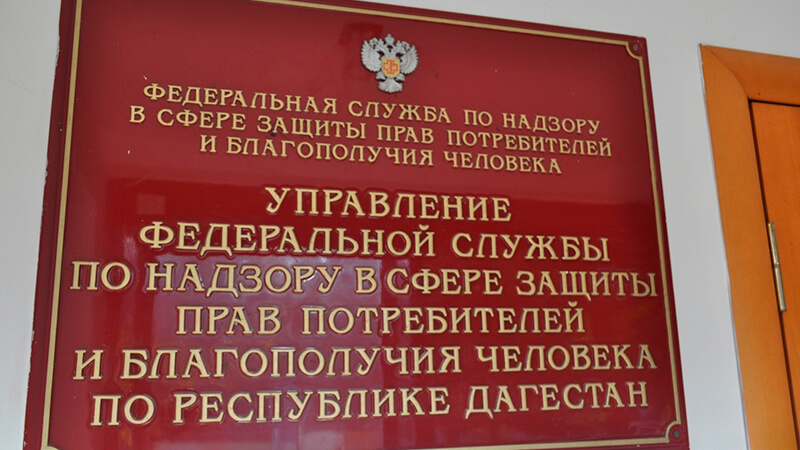 ФЕДЕРАЛЬНАЯ СЛУЖБА ПО НАДЗОРУ
В СФЕРЕ ЗАЩИТЫ ПРАВ ПОТРЕБИТЕЛЕЙ
И БЛАГОПОЛУЧИЯ ЧЕЛОВЕКА
УПРАВЛЕНИЕ
ФЕДЕРАЛЬНОЙ СЛУЖБЫ
ПО НАДЗОРУ В СФЕРЕ ЗАЩИТЫ
ПРАВ ПОТРЕБИТЕЛЕЙ
И БЛАГОПОЛУЧИЯ ЧЕЛОВЕКА
ПО РЕСПУБЛИКЕ ДАГЕСТАН